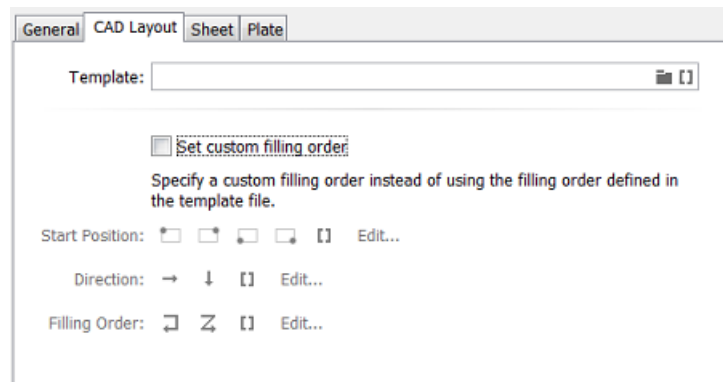 General CAD Layout Sheet Plate
Template:
Set custom filling order
Specify a custom filling order instead of using the filling order defined in
the template file.
Start Position: [] Edit...
Direction: → ↓ [] Edit...
Filling Order: [] Edit...